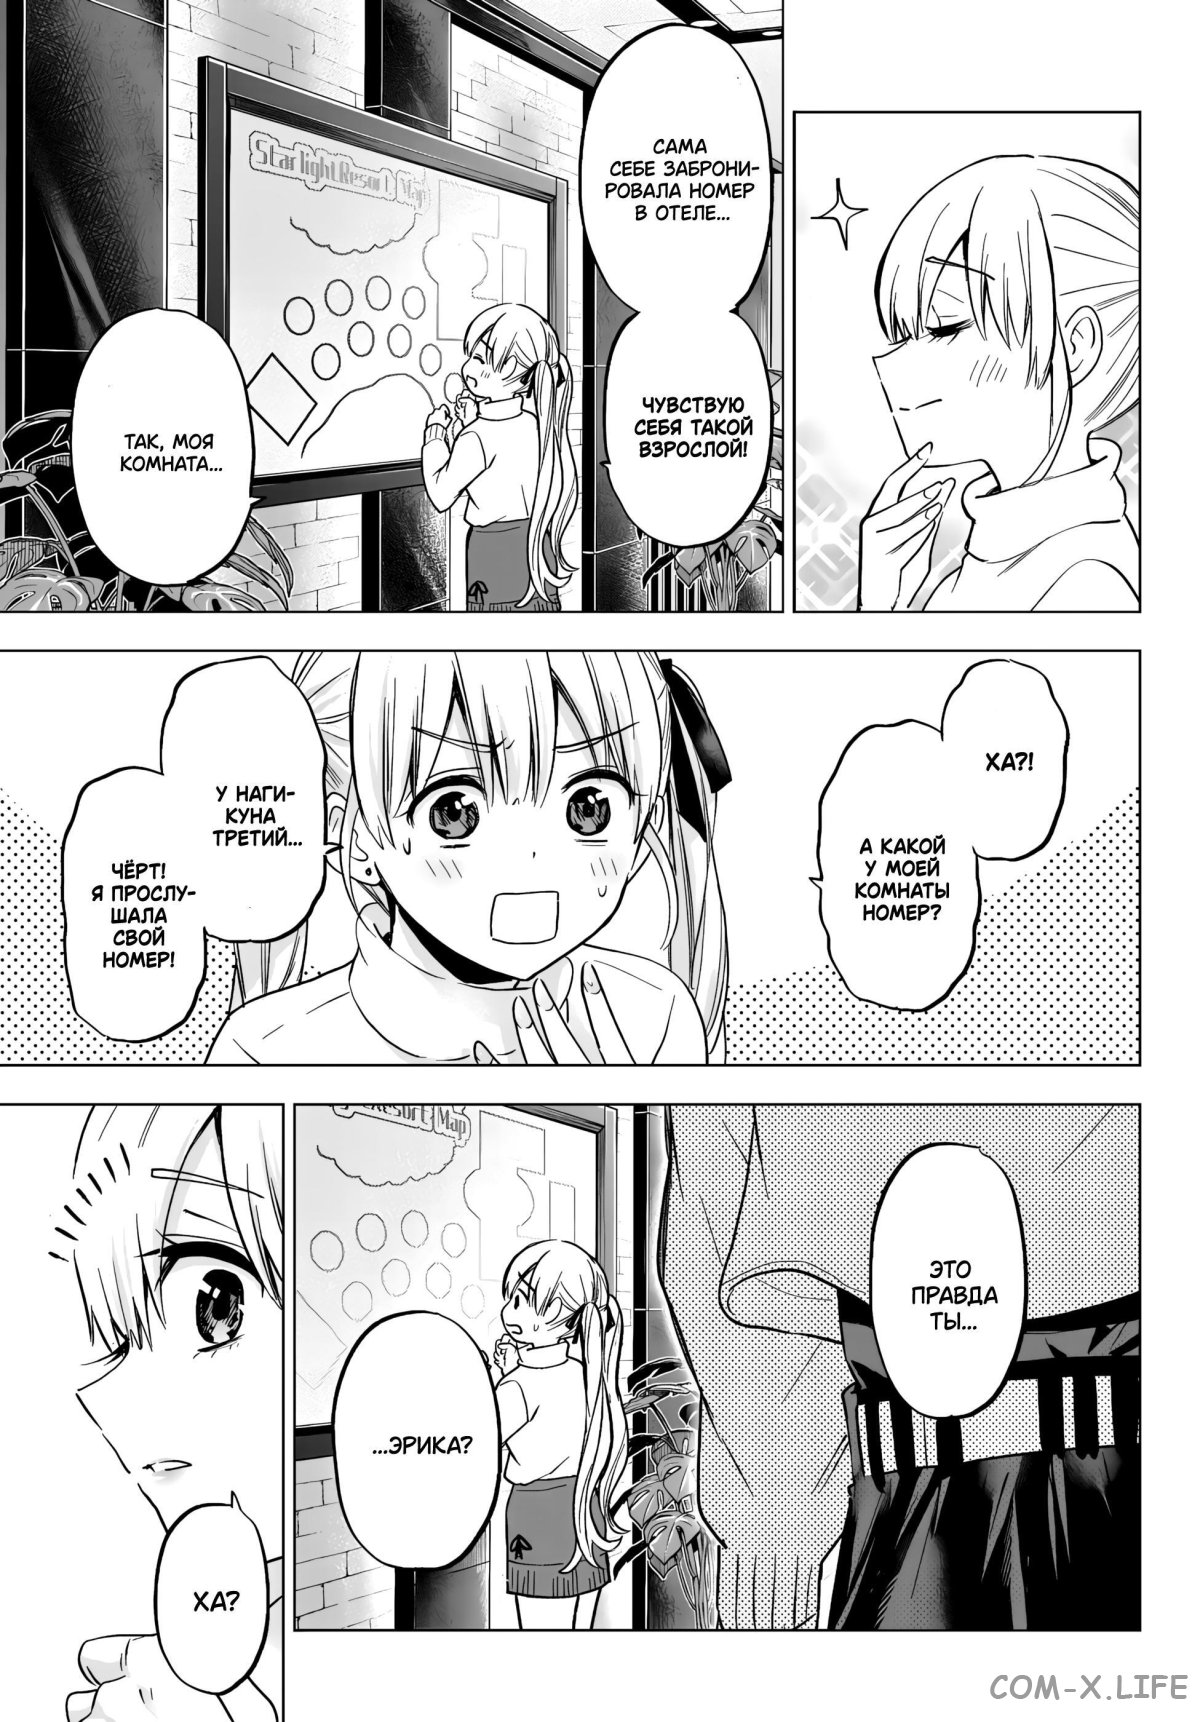 САМА
СЕБЕ ЗАБРОНИ-
РОВАЛА НОМЕР
В ОТЕЛЕ...
ЧУВСТВУЮ
СЕБЯ ТАКОЙ
ВЗРОСЛОЙ!
Starlight Resort Map
ТАК, МОЯ
КОМНАТА...
ХА?!
А КАКОЙ
У МОЕЙ
КОМНАТЫ
НОМЕР?
У НАГИ-
КУНА
ТРЕТИЙ...
ЧЁРТ!
Я ПРОСЛУ-
ШАЛА
СВОЙ
НОМЕР!
ЭТО
ПРАВДА
ТЫ...
Resort Map
...ЭРИКА?
ХА?
COM-X.LIFE